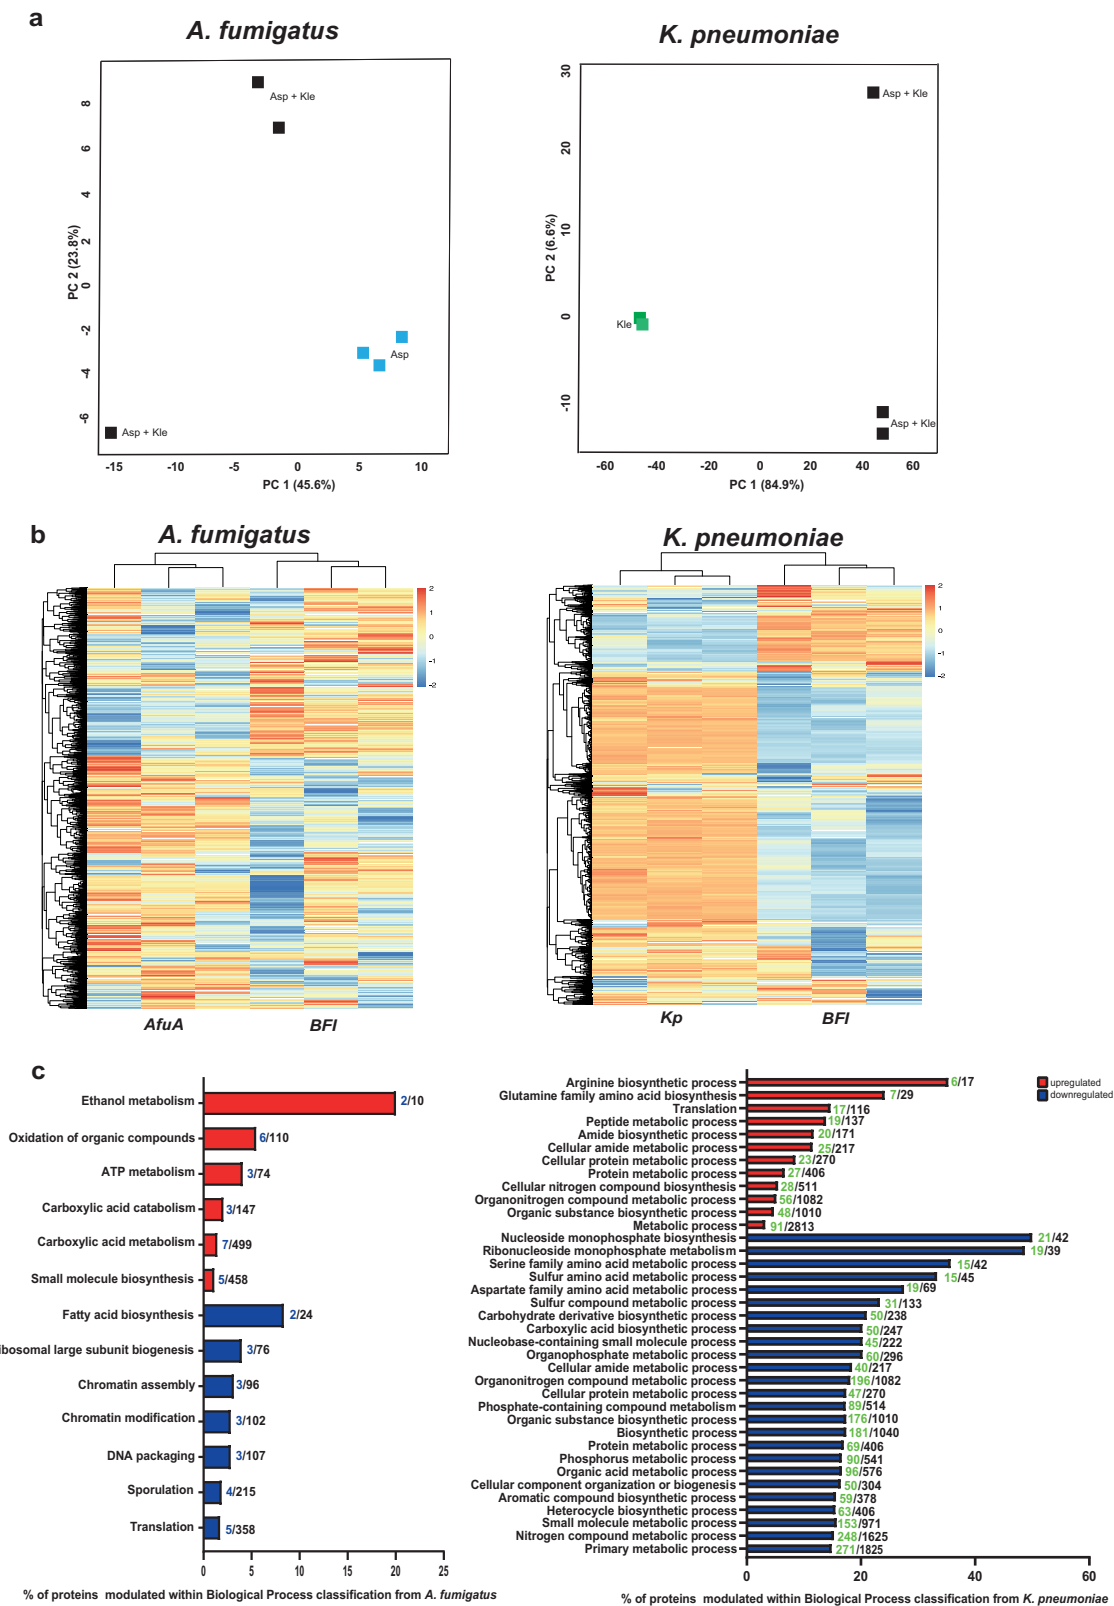 a
A. fumigatus
K. pneumoniae
8
6
4
2
0
-2
-4
-6
PC 2 (23.8%)
Asp + Kle
Asp
Asp + Kle
-15 -10 -5 0 5 10
PC 1 (45.6%)
30
20
10
0
-10
PC 2 (6.6%)
Asp + Kle
Kle
Asp + Kle
-60 -40 -20 0 20 40 60
PC 1 (84.9%)
b
A. fumigatus
K. pneumoniae
2
1
0
-1
-2
2
1
0
-1
-2
AfuA BFI
Kp BFI
c
Ethanol metabolism 2/10
Oxidation of organic compounds 6/110
ATP metabolism 3/74
Carboxylic acid catabolism 3/147
Carboxylic acid metabolism 7/499
Small molecule biosynthesis 5/458
Fatty acid biosynthesis 2/24
ibosomal large subunit biogenesis 3/76
Chromatin assembly 3/96
Chromatin modification 3/102
DNA packaging 3/107
Sporulation 4/215
Translation 5/358
0 5 10 15 20 25
% of proteins modulated within Biological Process classification from A. fumigatus
upregulated
downregulated
Arginine biosynthetic process 6/17
Glutamine family amino acid biosynthesis 7/29
Translation 17/116
Peptide metabolic process 19/137
Amide biosynthetic process 20/171
Cellular amide metabolic process 25/217
Cellular protein metabolic process 23/270
Protein metabolic process 27/406
Cellular nitrogen compound biosynthesis 28/511
Organonitrogen compound metabolic process 56/1082
Organic substance biosynthetic process 48/1010
Metabolic process 91/2813
Nucleoside monophosphate biosynthesis 21/42
Ribonucleoside monophosphate metabolism 19/39
Serine family amino acid metabolic process 15/42
Sulfur amino acid metabolic process 15/45
Aspartate family amino acid metabolic process 19/69
Sulfur compound metabolic process 31/133
Carbohydrate derivative biosynthetic process 50/238
Carboxylic acid biosynthetic process 50/247
Nucleobase-containing small molecule process 45/222
Organophosphate metabolic process 60/296
Cellular amide metabolic process 40/217
Organonitrogen compound metabolic process 196/1082
Cellular protein metabolic process 47/270
Phosphate-containing compound metabolism 89/514
Organic substance biosynthetic process 176/1010
Biosynthetic process 181/1040
Protein metabolic process 69/406
Phosphorus metabolic process 90/541
Organic acid metabolic process 96/576
Cellular component organization or biogenesis 50/304
Aromatic compound biosynthetic process 59/378
Heterocycle biosynthetic process 63/406
Small molecule metabolic process 153/971
Nitrogen compound metabolic process 248/1625
Primary metabolic process 271/1825
0 20 40 60
% of proteins modulated within Biological Process classification from K. pneumoniae